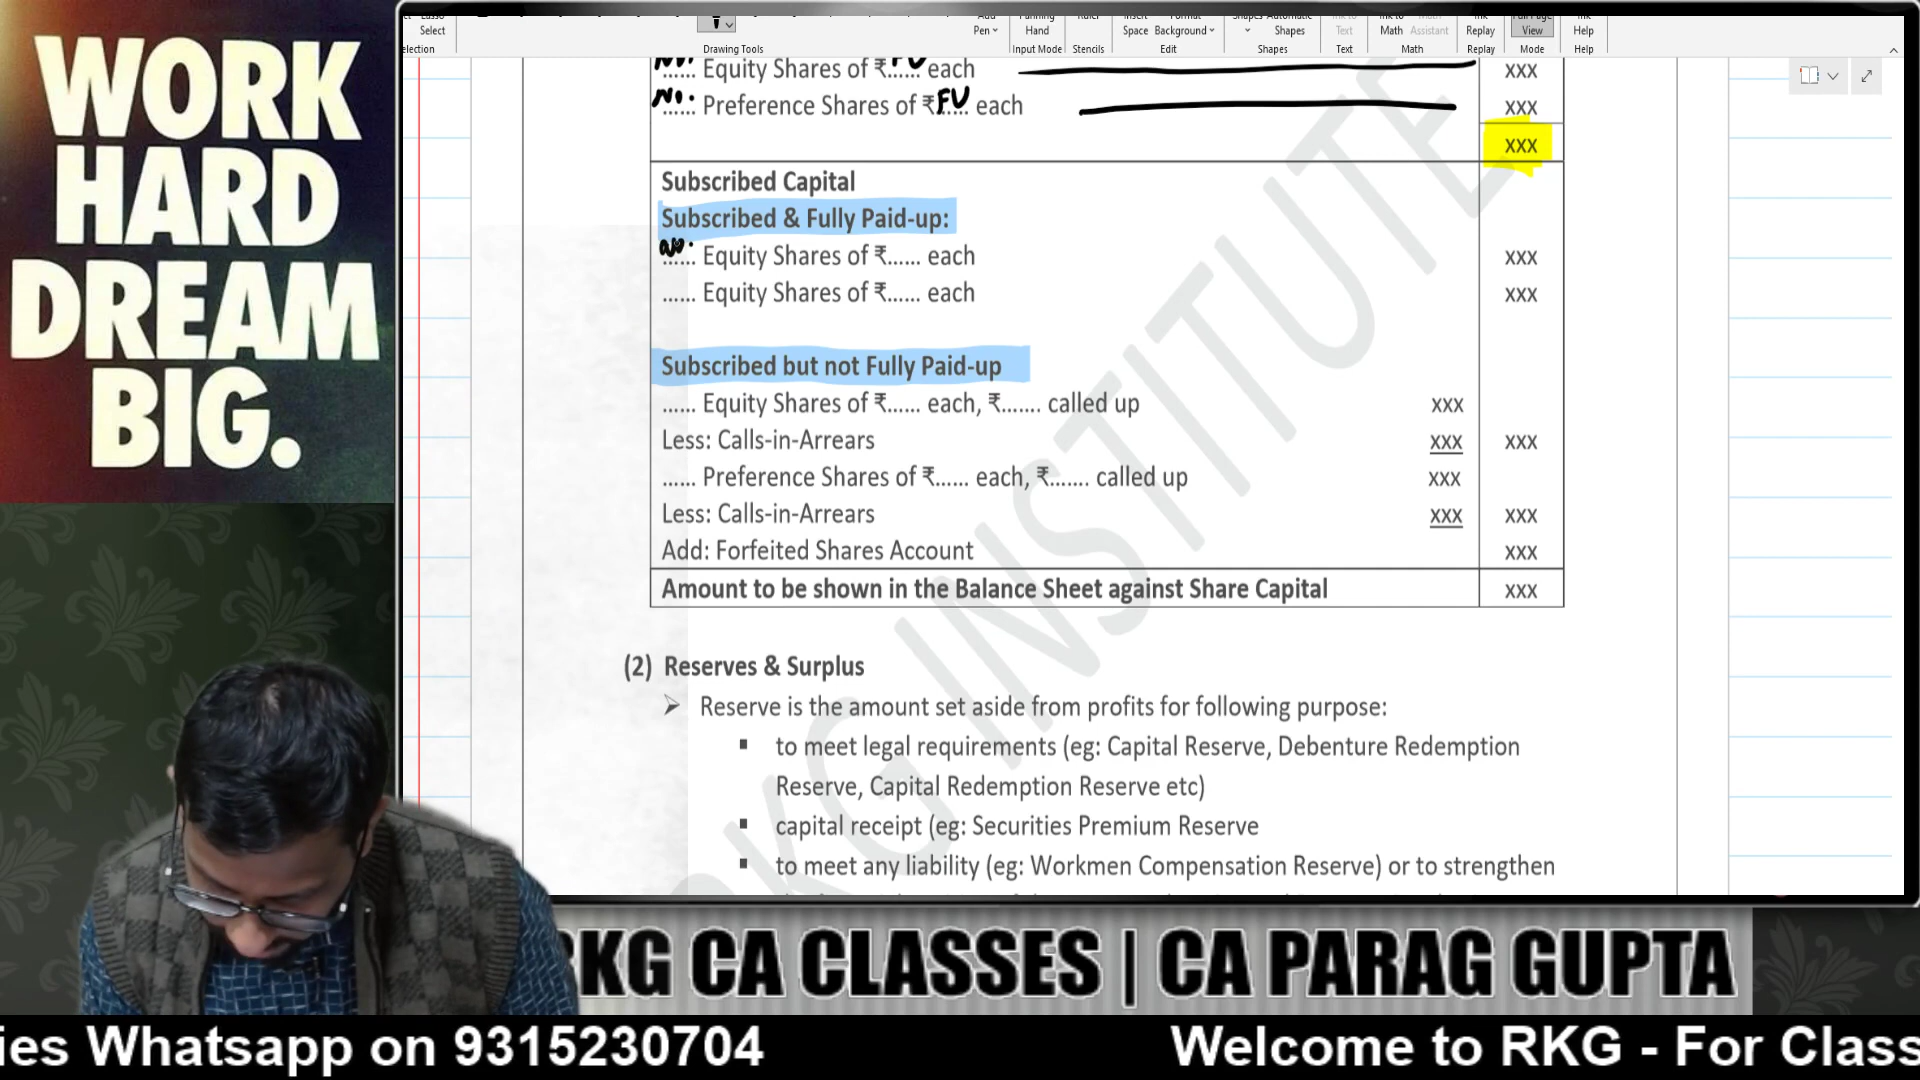 WORK
HARD
DREAM
BIG.
Select
Pen
Hand
Ruler
Space
Background
Shapes
Shapes
Text
Math
Assistant
Replay
View
Help
Drawing Tools
Input Mode
Stencils
Edit
Shapes
Text
Math
Replay
Mode
Help
...... Equity Shares of ₹...... each xxx
...... Preference Shares of ₹...... each xxx
FU
xxx
Subscribed Capital
Subscribed & Fully Paid-up:
...... Equity Shares of ₹...... each xxx
...... Equity Shares of ₹...... each xxx
Subscribed but not Fully Paid-up
...... Equity Shares of ₹...... each, ₹....... called up xxx
Less: Calls-in-Arrears xxx xxx
...... Preference Shares of ₹...... each, ₹....... called up xxx
Less: Calls-in-Arrears xxx xxx
Add: Forfeited Shares Account xxx
Amount to be shown in the Balance Sheet against Share Capital xxx
(2) Reserves & Surplus
➢ Reserve is the amount set aside from profits for following purpose:
▪ to meet legal requirements (eg: Capital Reserve, Debenture Redemption
Reserve, Capital Redemption Reserve etc)
▪ capital receipt (eg: Securities Premium Reserve
▪ to meet any liability (eg: Workmen Compensation Reserve) or to strengthen
RKG INSTITUTE
RKG CA CLASSES | CA PARAG GUPTA
ies Whatsapp on 9315230704 Welcome to RKG - For Class